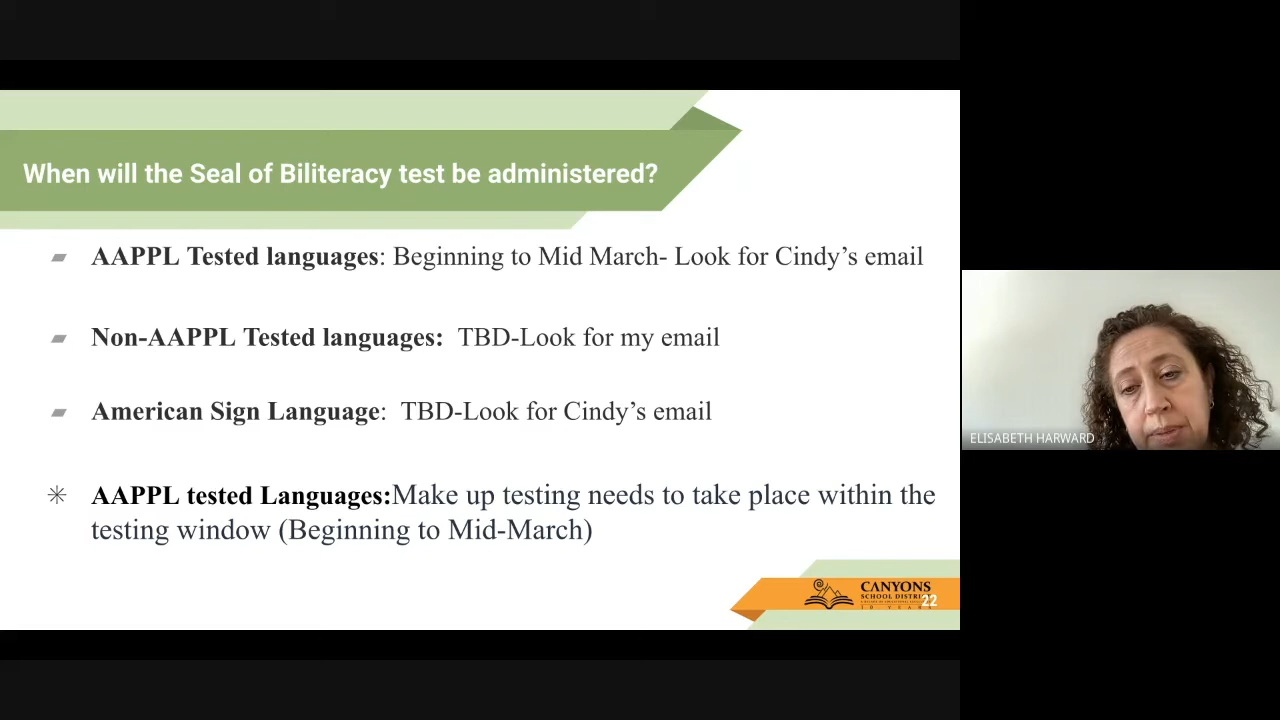 When will the Seal of Biliteracy test be administered?
AAPPL Tested languages: Beginning to Mid March- Look for Cindy's email
Non-AAPPL Tested languages: TBD-Look for my email
American Sign Language: TBD-Look for Cindy's email
AAPPL tested Languages:Make up testing needs to take place within the
testing window (Beginning to Mid-March)
CANYONS
SCHOOL DISTRI
22
ELISABETH HARWARD